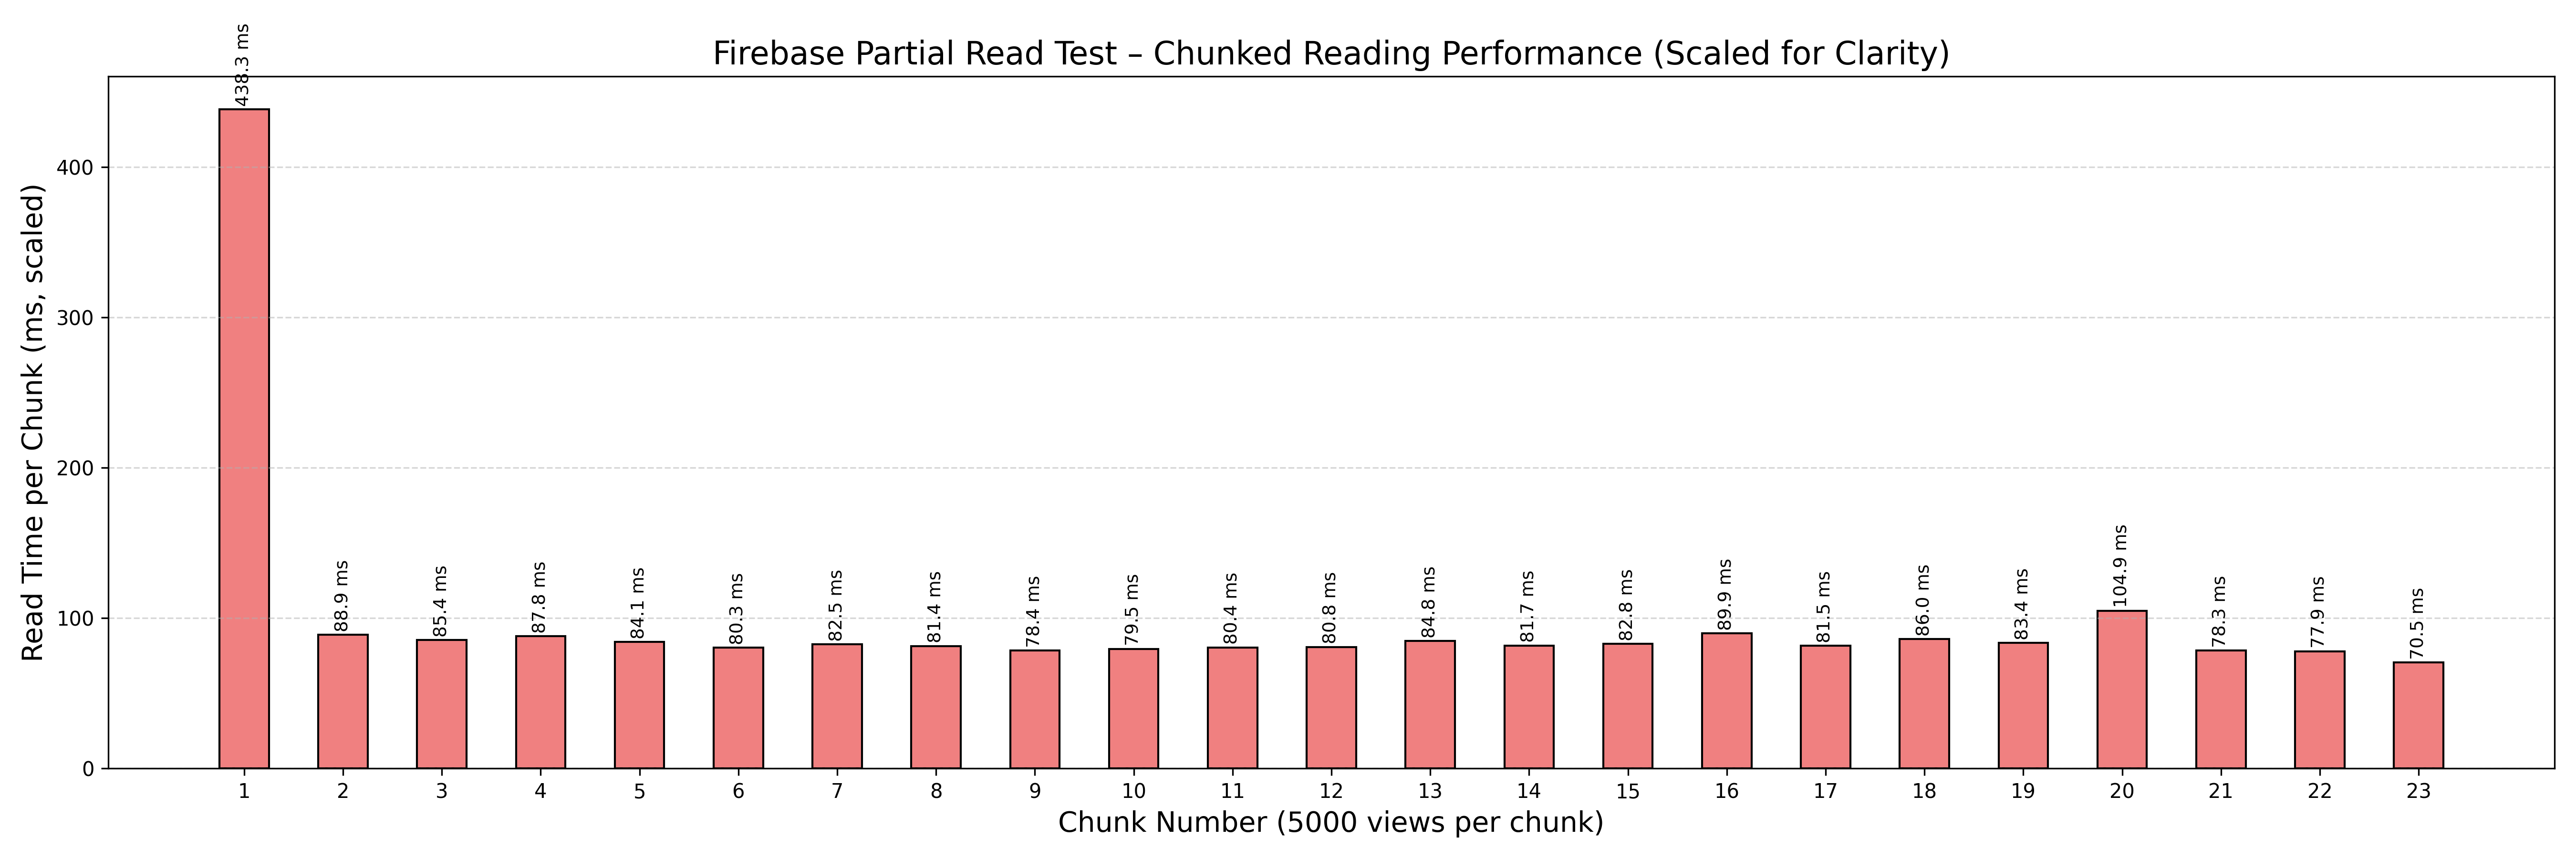 Firebase Partial Read Test – Chunked Reading Performance (Scaled for Clarity)
Read Time per Chunk (ms, scaled)
400
300
200
100
0
438.3 ms
88.9 ms
85.4 ms
87.8 ms
84.1 ms
80.3 ms
82.5 ms
81.4 ms
78.4 ms
79.5 ms
80.4 ms
80.8 ms
84.8 ms
81.7 ms
82.8 ms
89.9 ms
81.5 ms
86.0 ms
83.4 ms
104.9 ms
78.3 ms
77.9 ms
70.5 ms
1 2 3 4 5 6 7 8 9 10 11 12 13 14 15 16 17 18 19 20 21 22 23
Chunk Number (5000 views per chunk)